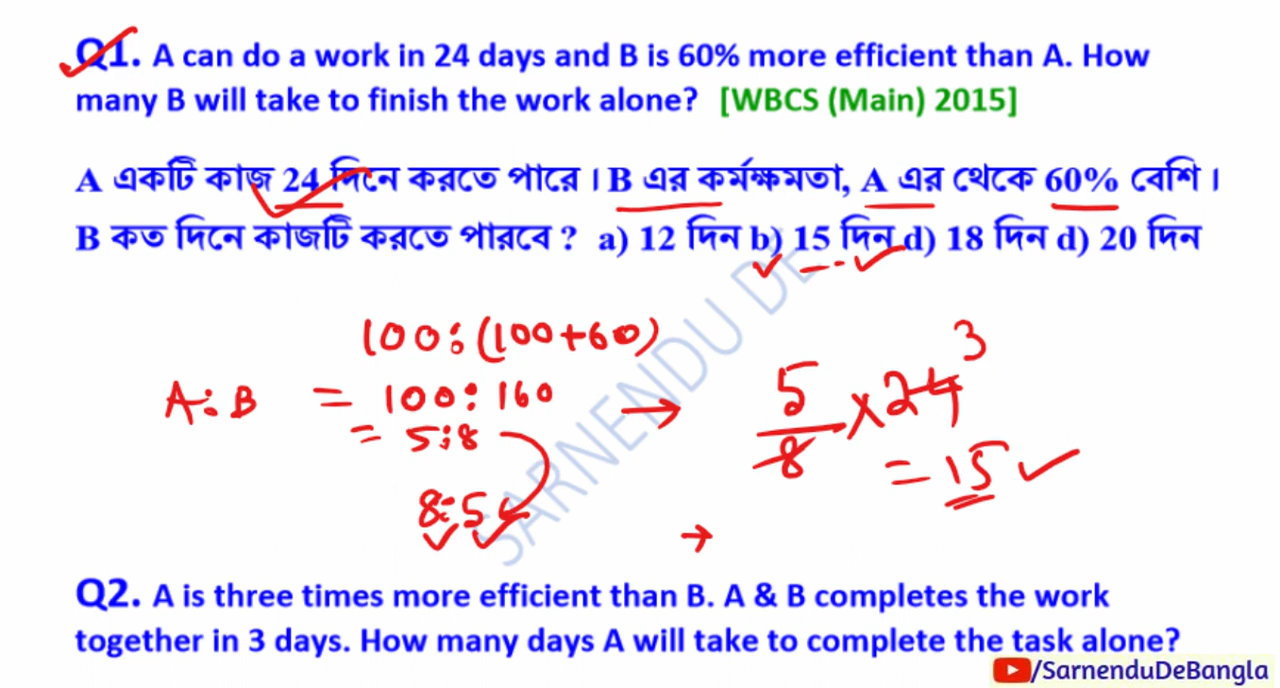 Q1. A can do a work in 24 days and B is 60% more efficient than A. How
many B will take to finish the work alone? [WBCS (Main) 2015]
A একটি কাজ 24 দিনে করতে পারে। B এর কর্মক্ষমতা, A এর থেকে 60% বেশি।
B কত দিনে কাজটি করতে পারবে ? a) 12 দিন b) 15 দিন d) 18 দিন d) 20 দিন
100 : (100+60)
A : B = 100 : 160 → 5/8 × 24 3
= 5 : 8 = 15
8 : 5
→
SARNENDU DE
Q2. A is three times more efficient than B. A & B completes the work
together in 3 days. How many days A will take to complete the task alone?
/SarnenduDeBangla